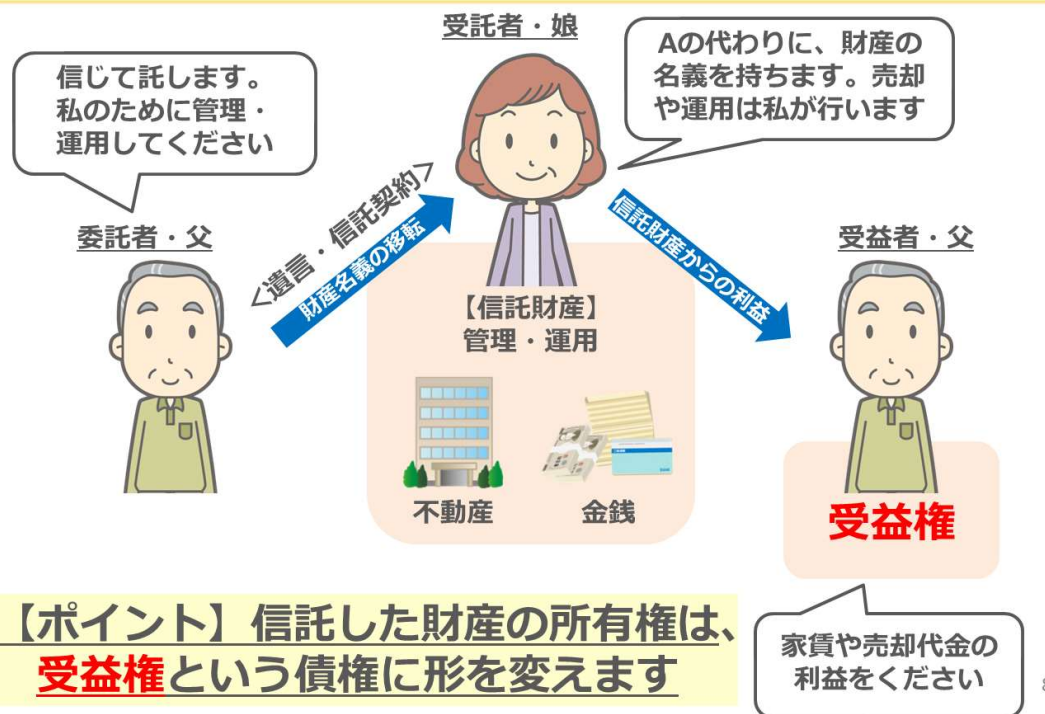 受託者・娘
信じて託します。
私のために管理・
運用してください
Aの代わりに、財産の
名義を持ちます。売却
や運用は私が行います
委託者・父
<遺言・信託契約>
財産名義の移転
信託財産からの利益
受益者・父
【信託財産】
管理・運用
不動産
金銭
受益権
【ポイント】信託した財産の所有権は、
受益権という債権に形を変えます
家賃や売却代金の
利益をください